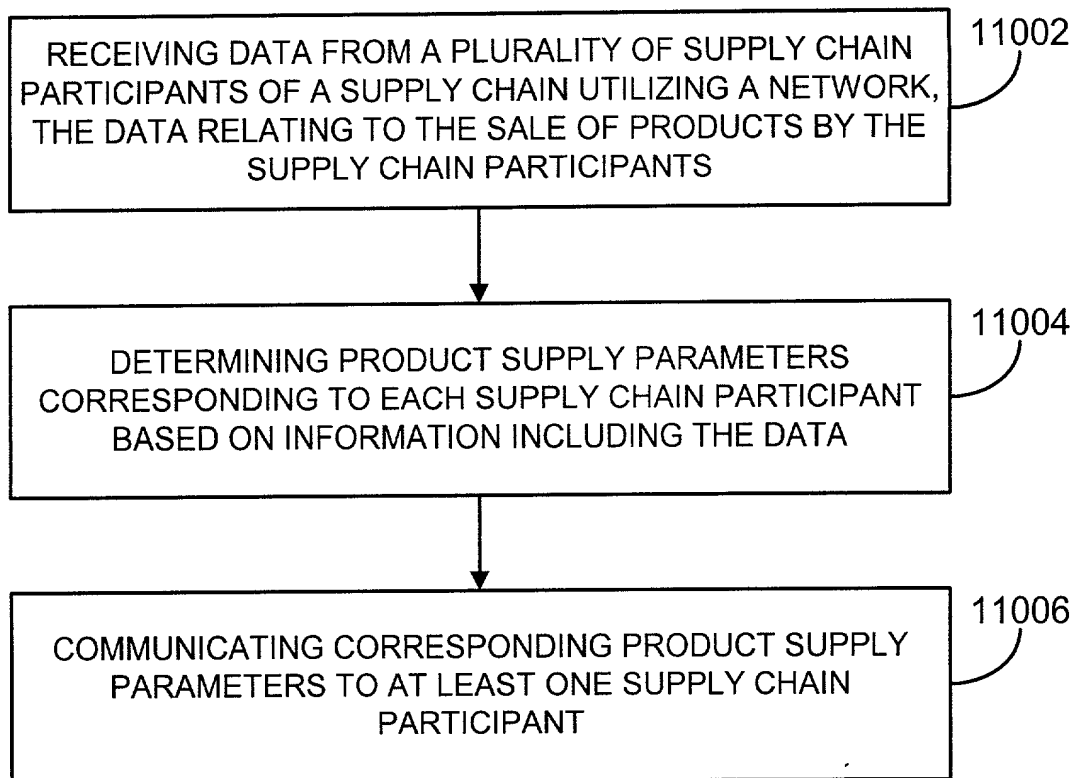 RECEIVING DATA FROM A PLURALITY OF SUPPLY CHAIN
PARTICIPANTS OF A SUPPLY CHAIN UTILIZING A NETWORK,
THE DATA RELATING TO THE SALE OF PRODUCTS BY THE
SUPPLY CHAIN PARTICIPANTS
11002
DETERMINING PRODUCT SUPPLY PARAMETERS
CORRESPONDING TO EACH SUPPLY CHAIN PARTICIPANT
BASED ON INFORMATION INCLUDING THE DATA
11004
COMMUNICATING CORRESPONDING PRODUCT SUPPLY
PARAMETERS TO AT LEAST ONE SUPPLY CHAIN
PARTICIPANT
11006